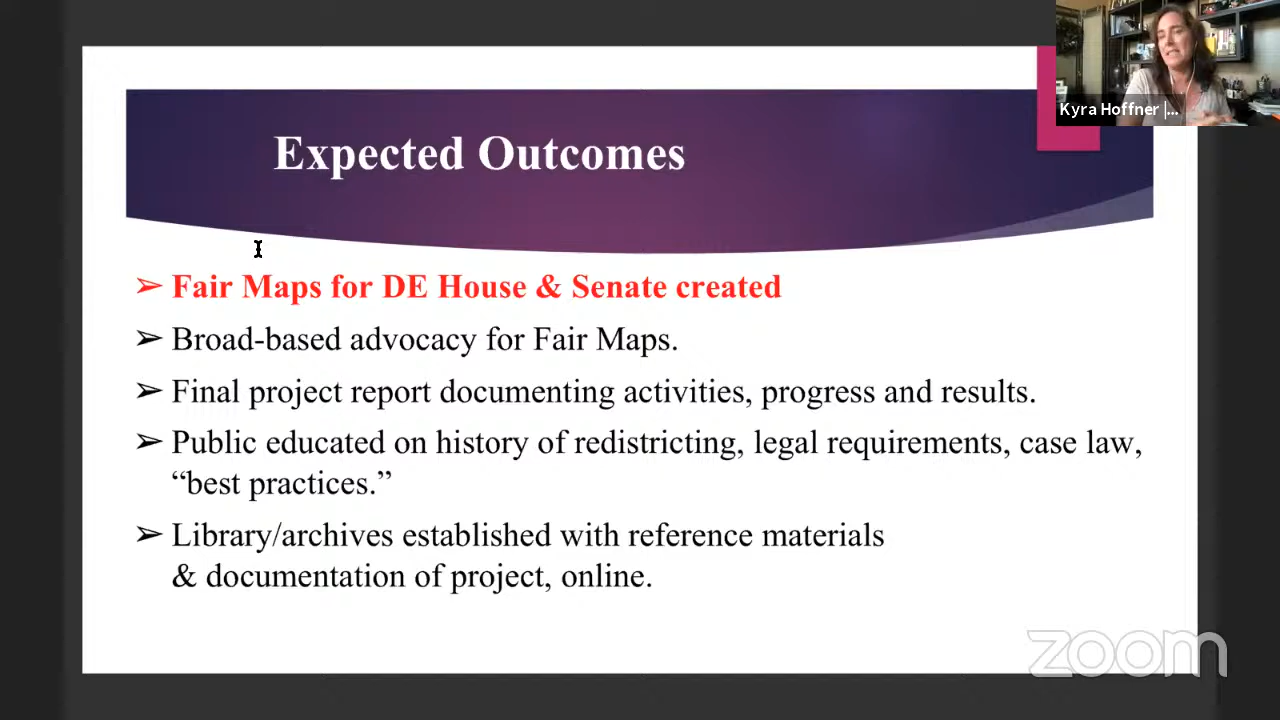 Kyra Hoffner |...
Expected Outcomes
➢ Fair Maps for DE House & Senate created
➢ Broad-based advocacy for Fair Maps.
➢ Final project report documenting activities, progress and results.
➢ Public educated on history of redistricting, legal requirements, case law,
“best practices.”
➢ Library/archives established with reference materials
& documentation of project, online.
zoom